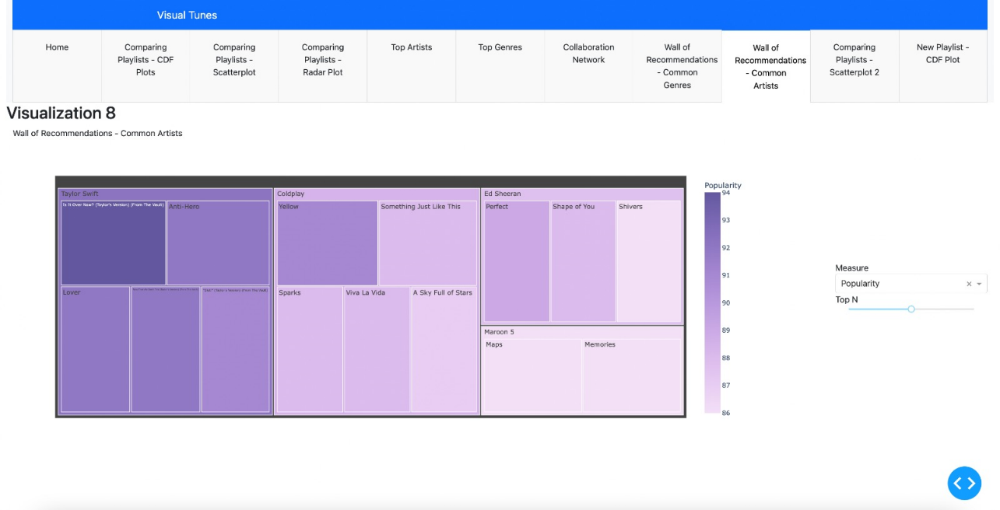 Visual Tunes
Home
Comparing
Playlists - CDF
Plots
Comparing
Playlists -
Scatterplot
Comparing
Playlists -
Radar Plot
Top Artists
Top Genres
Collaboration
Network
Wall of
Recommendations
- Common
Genres
Wall of
Recommendations
- Common
Artists
Comparing
Playlists -
Scatterplot 2
New Playlist -
CDF Plot
Visualization 8
Wall of Recommendations - Common Artists
Taylor Swift
Is It Over Now? (Taylor's Version) (From The Vault)
Anti-Hero
Lover
(Taylor's Version) (From The Vault)
Coldplay
Yellow
Something Just Like This
Sparks
Viva La Vida
A Sky Full of Stars
Ed Sheeran
Perfect
Shape of You
Shivers
Maroon 5
Maps
Memories
Popularity
94
93
92
91
90
89
88
87
86
Measure
Popularity
Top N